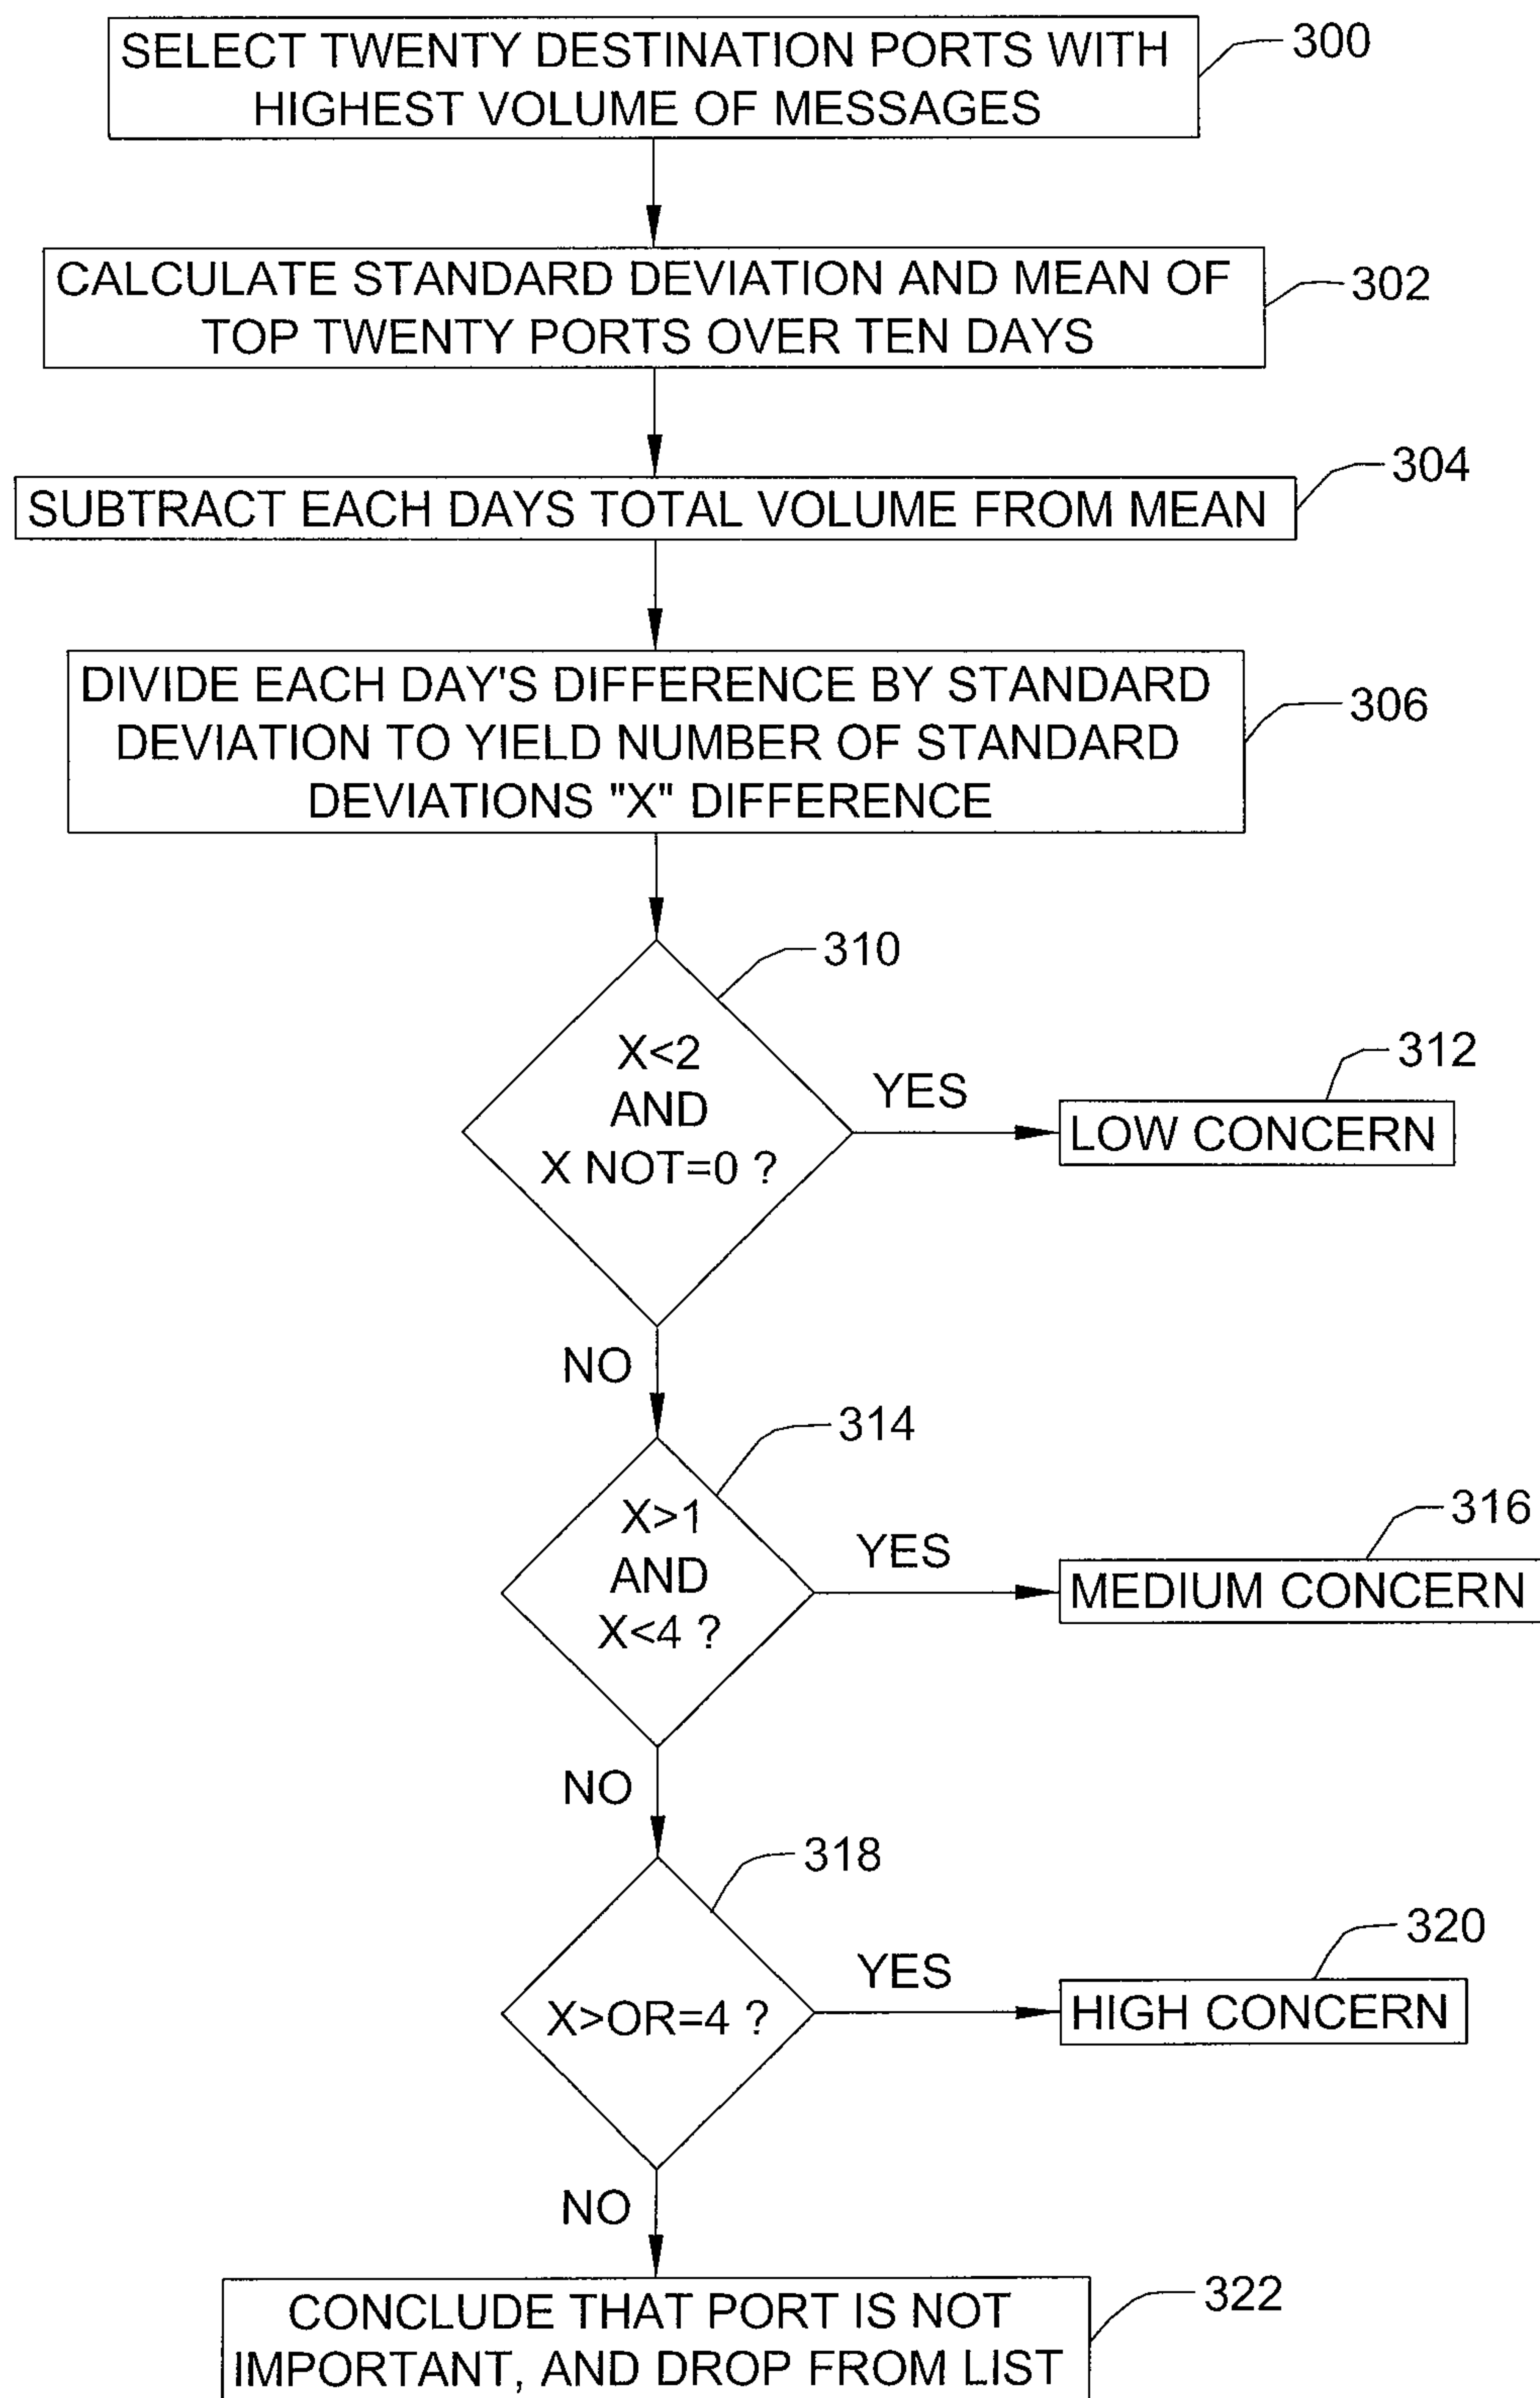 SELECT TWENTY DESTINATION PORTS WITH
HIGHEST VOLUME OF MESSAGES
300
CALCULATE STANDARD DEVIATION AND MEAN OF
TOP TWENTY PORTS OVER TEN DAYS
302
SUBTRACT EACH DAYS TOTAL VOLUME FROM MEAN
304
DIVIDE EACH DAY'S DIFFERENCE BY STANDARD
DEVIATION TO YIELD NUMBER OF STANDARD
DEVIATIONS "X" DIFFERENCE
306
310
X<2
AND
X NOT=0 ?
YES
312
LOW CONCERN
NO
314
X>1
AND
X<4 ?
YES
316
MEDIUM CONCERN
NO
318
X>OR=4 ?
YES
320
HIGH CONCERN
NO
CONCLUDE THAT PORT IS NOT
IMPORTANT, AND DROP FROM LIST
322